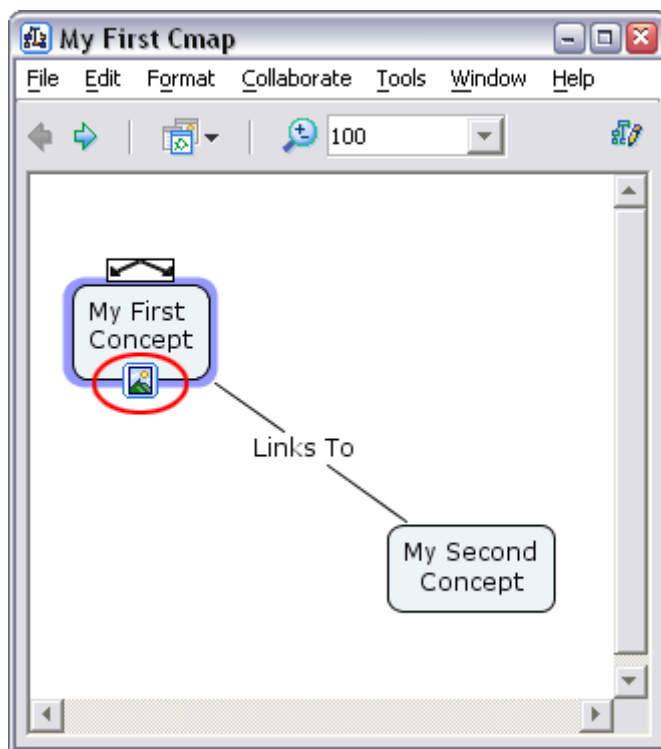 My First Cmap
File Edit Format Collaborate Tools Window Help
100
My First
Concept
Links To
My Second
Concept